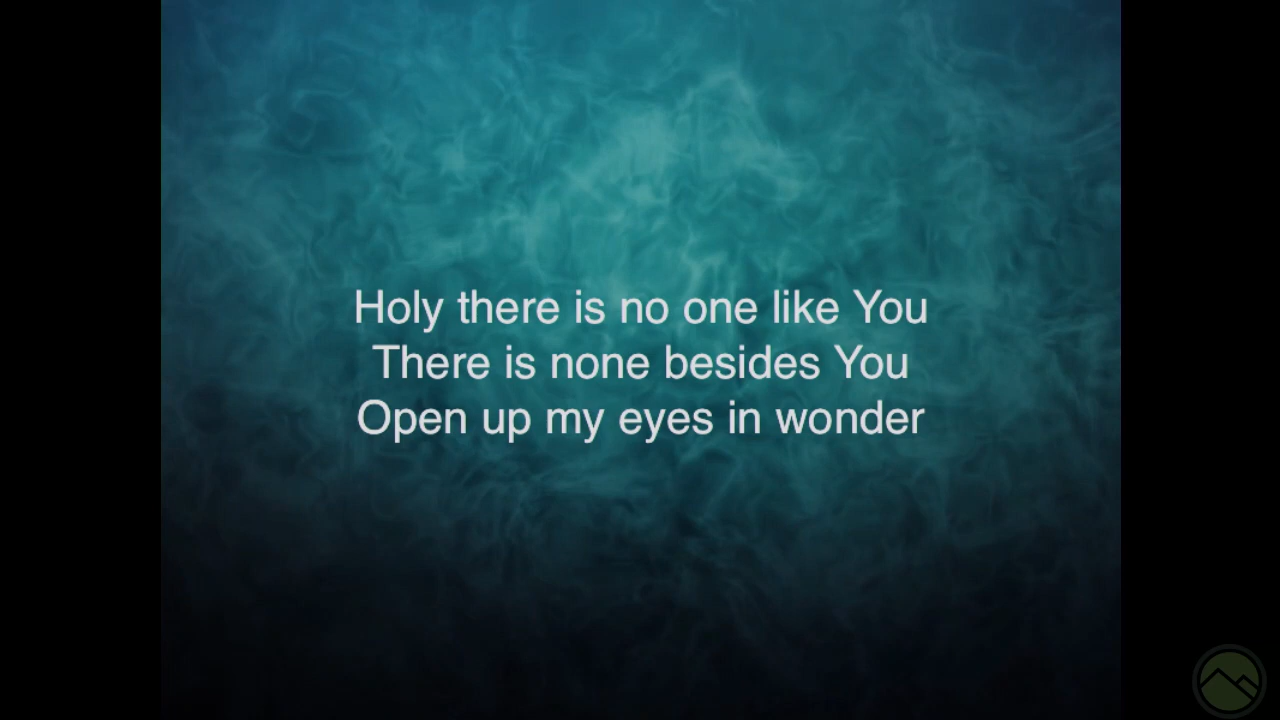 Holy there is no one like You
There is none besides You
Open up my eyes in wonder